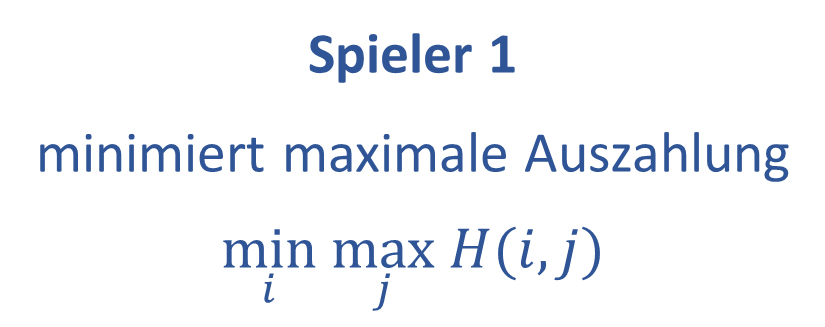 Spieler 1
minimiert maximale Auszahlung
min max H(i, j)
i j